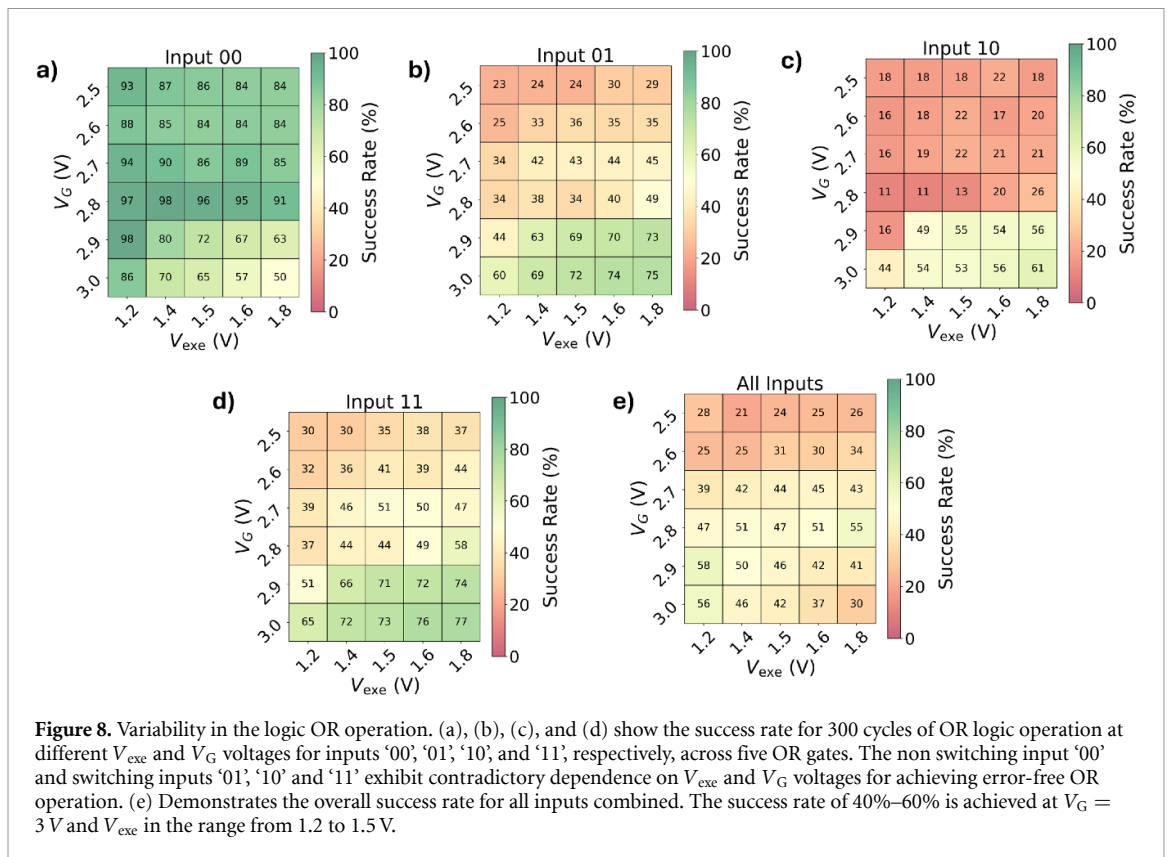 a)
Input 00
V_G (V)
2.5 93 87 86 84 84
2.6 88 85 84 84 84
2.7 94 90 86 89 85
2.8 97 98 96 95 91
2.9 98 80 72 67 63
3.0 86 70 65 57 50
1.2 1.4 1.5 1.6 1.8
V_exe (V)
100
80
60
40
20
0
Success Rate (%)
b)
Input 01
V_G (V)
2.5 23 24 24 30 29
2.6 25 33 36 35 35
2.7 34 42 43 44 45
2.8 34 38 34 40 49
2.9 44 63 69 70 73
3.0 60 69 72 74 75
1.2 1.4 1.5 1.6 1.8
V_exe (V)
100
80
60
40
20
0
Success Rate (%)
c)
Input 10
V_G (V)
2.5 18 18 18 22 18
2.6 16 18 22 17 20
2.7 16 19 22 21 21
2.8 11 11 13 20 26
2.9 16 49 55 54 56
3.0 44 54 53 56 61
1.2 1.4 1.5 1.6 1.8
V_exe (V)
100
80
60
40
20
0
Success Rate (%)
d)
Input 11
V_G (V)
2.5 30 30 35 38 37
2.6 32 36 41 39 44
2.7 39 46 51 50 47
2.8 37 44 44 49 58
2.9 51 66 71 72 74
3.0 65 72 73 76 77
1.2 1.4 1.5 1.6 1.8
V_exe (V)
100
80
60
40
20
0
Success Rate (%)
e)
All Inputs
V_G (V)
2.5 28 21 24 25 26
2.6 25 25 31 30 34
2.7 39 42 44 45 43
2.8 47 51 47 51 55
2.9 58 50 46 42 41
3.0 56 46 42 37 30
1.2 1.4 1.5 1.6 1.8
V_exe (V)
100
80
60
40
20
0
Success Rate (%)
Figure 8. Variability in the logic OR operation. (a), (b), (c), and (d) show the success rate for 300 cycles of OR logic operation at
different V_exe and V_G voltages for inputs ‘00’, ‘01’, ‘10’, and ‘11’, respectively, across five OR gates. The non switching input ‘00’
and switching inputs ‘01’, ‘10’ and ‘11’ exhibit contradictory dependence on V_exe and V_G voltages for achieving error-free OR
operation. (e) Demonstrates the overall success rate for all inputs combined. The success rate of 40%–60% is achieved at V_G =
3 V and V_exe in the range from 1.2 to 1.5 V.